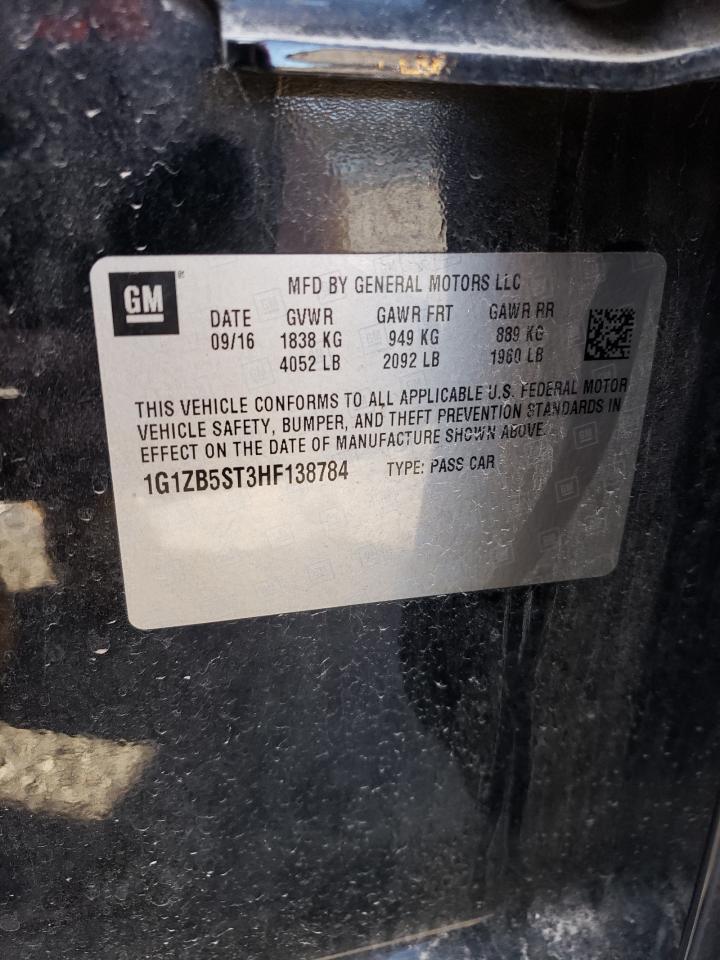 GM
MFD BY GENERAL MOTORS LLC
DATE GVWR GAWR FRT GAWR RR
09/16 1838 KG 949 KG 889 KG
4052 LB 2092 LB 1960 LB
THIS VEHICLE CONFORMS TO ALL APPLICABLE U.S. FEDERAL MOTOR
VEHICLE SAFETY, BUMPER, AND THEFT PREVENTION STANDARDS IN
EFFECT ON THE DATE OF MANUFACTURE SHOWN ABOVE.
1G1ZB5ST3HF138784 TYPE: PASS CAR